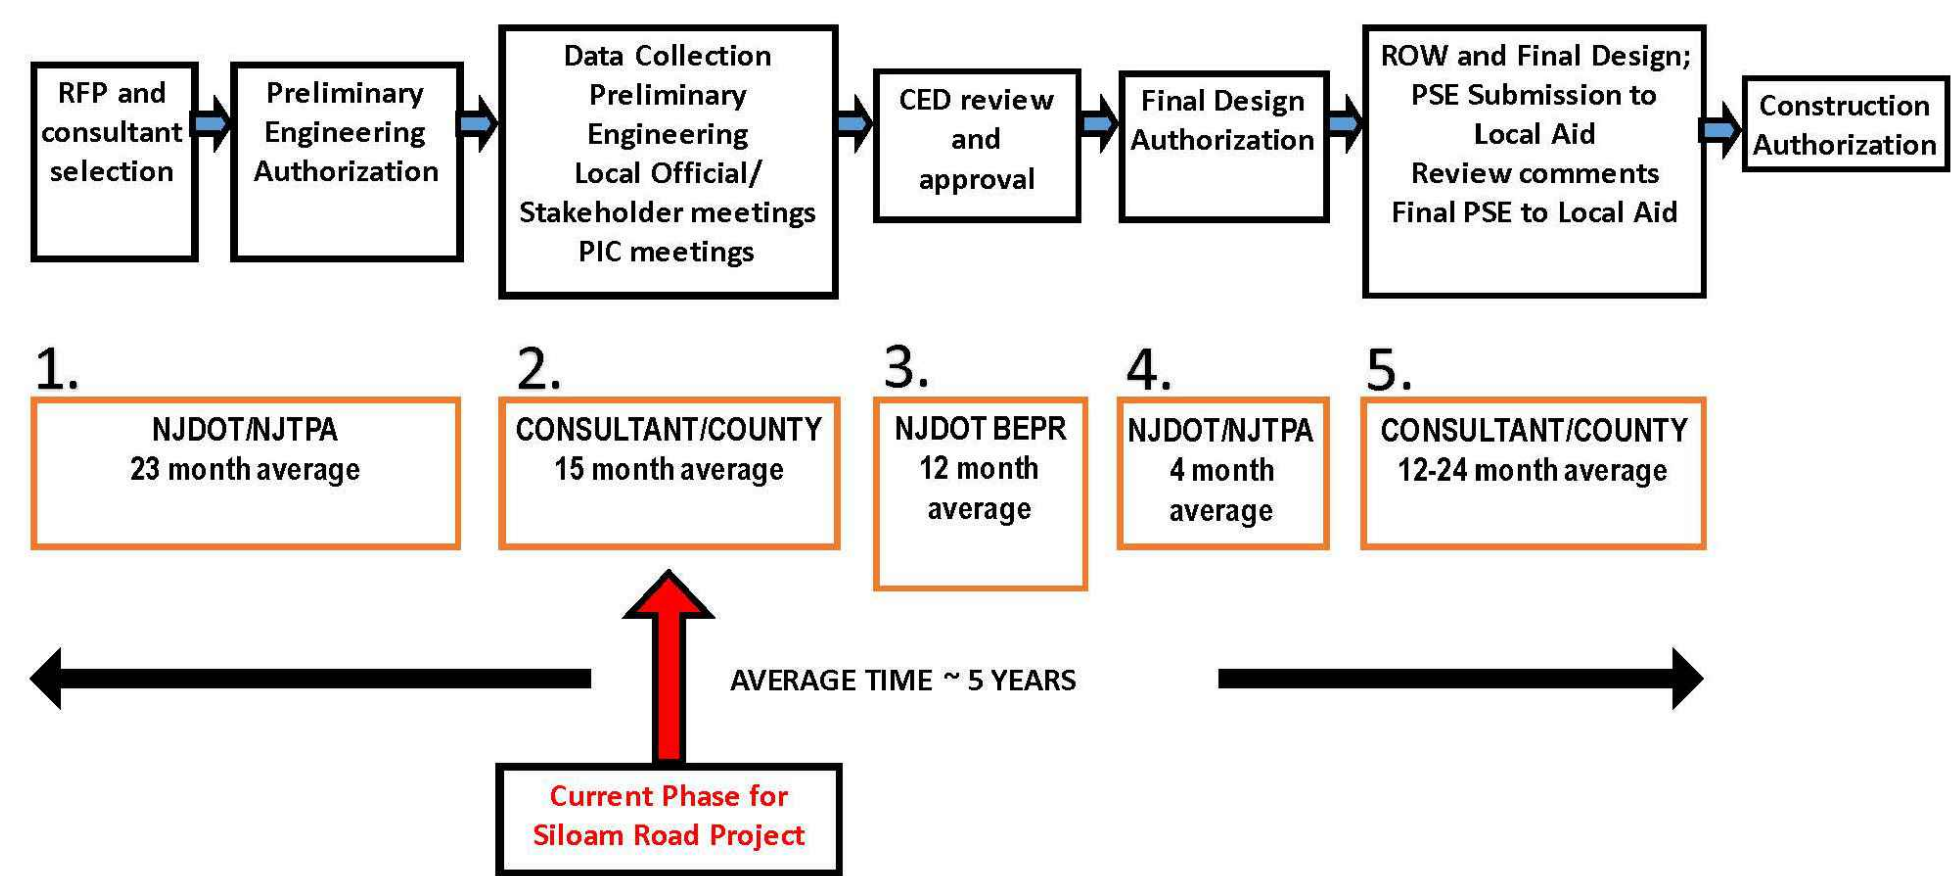 RFP and
consultant
selection
Preliminary
Engineering
Authorization
Data Collection
Preliminary
Engineering
Local Official/
Stakeholder meetings
PIC meetings
CED review
and
approval
Final Design
Authorization
ROW and Final Design;
PSE Submission to
Local Aid
Review comments
Final PSE to Local Aid
Construction
Authorization
1.
NJDOT/NJTPA
23 month average
2.
CONSULTANT/COUNTY
15 month average
3.
NJDOT BEPR
12 month
average
4.
NJDOT/NJTPA
4 month
average
5.
CONSULTANT/COUNTY
12-24 month average
AVERAGE TIME ~ 5 YEARS
Current Phase for
Siloam Road Project